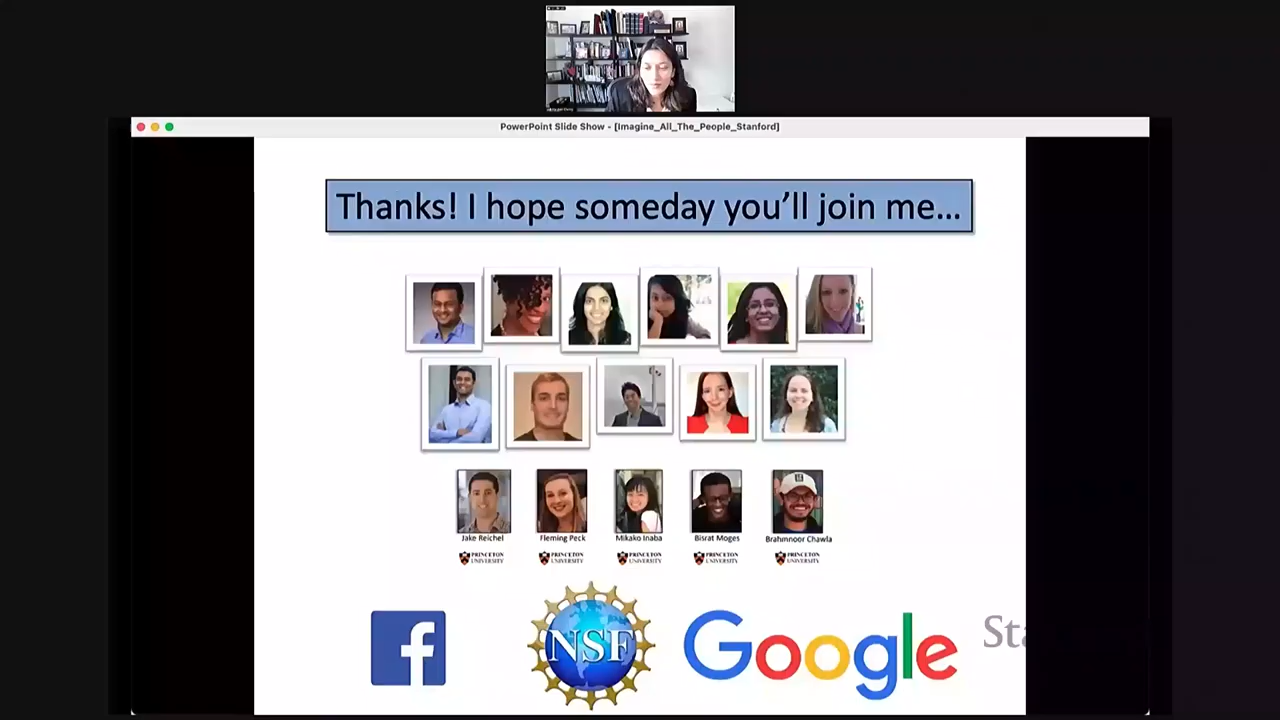 PowerPoint Slide Show - [Imagine_All_The_People_Stanford]
Thanks! I hope someday you'll join me...
Jake Reichel
Fleming Peck
Mikako Inaba
Bisrat Moges
Brahmnoor Chawla
PRINCETON UNIVERSITY
PRINCETON UNIVERSITY
PRINCETON UNIVERSITY
PRINCETON UNIVERSITY
PRINCETON UNIVERSITY
f
NSF
Google
Sta